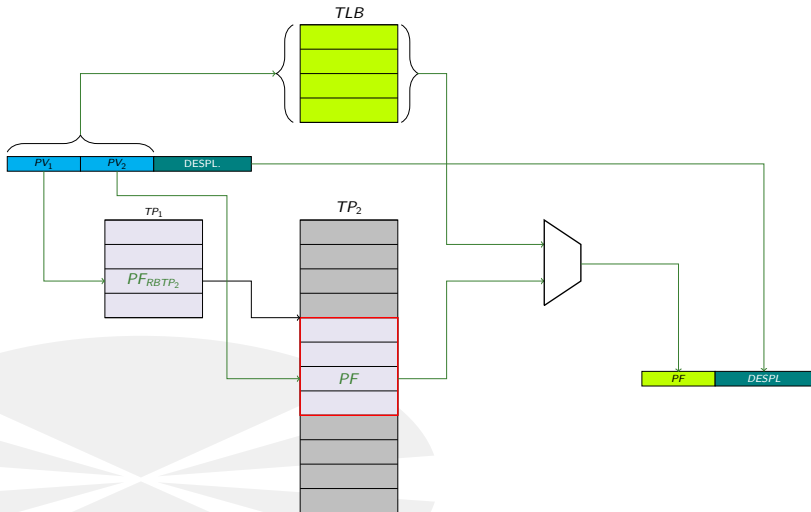 TLB
PV1 PV2 DESPL.
TP1
TP2
PFRBTP2
PF
PF DESPL